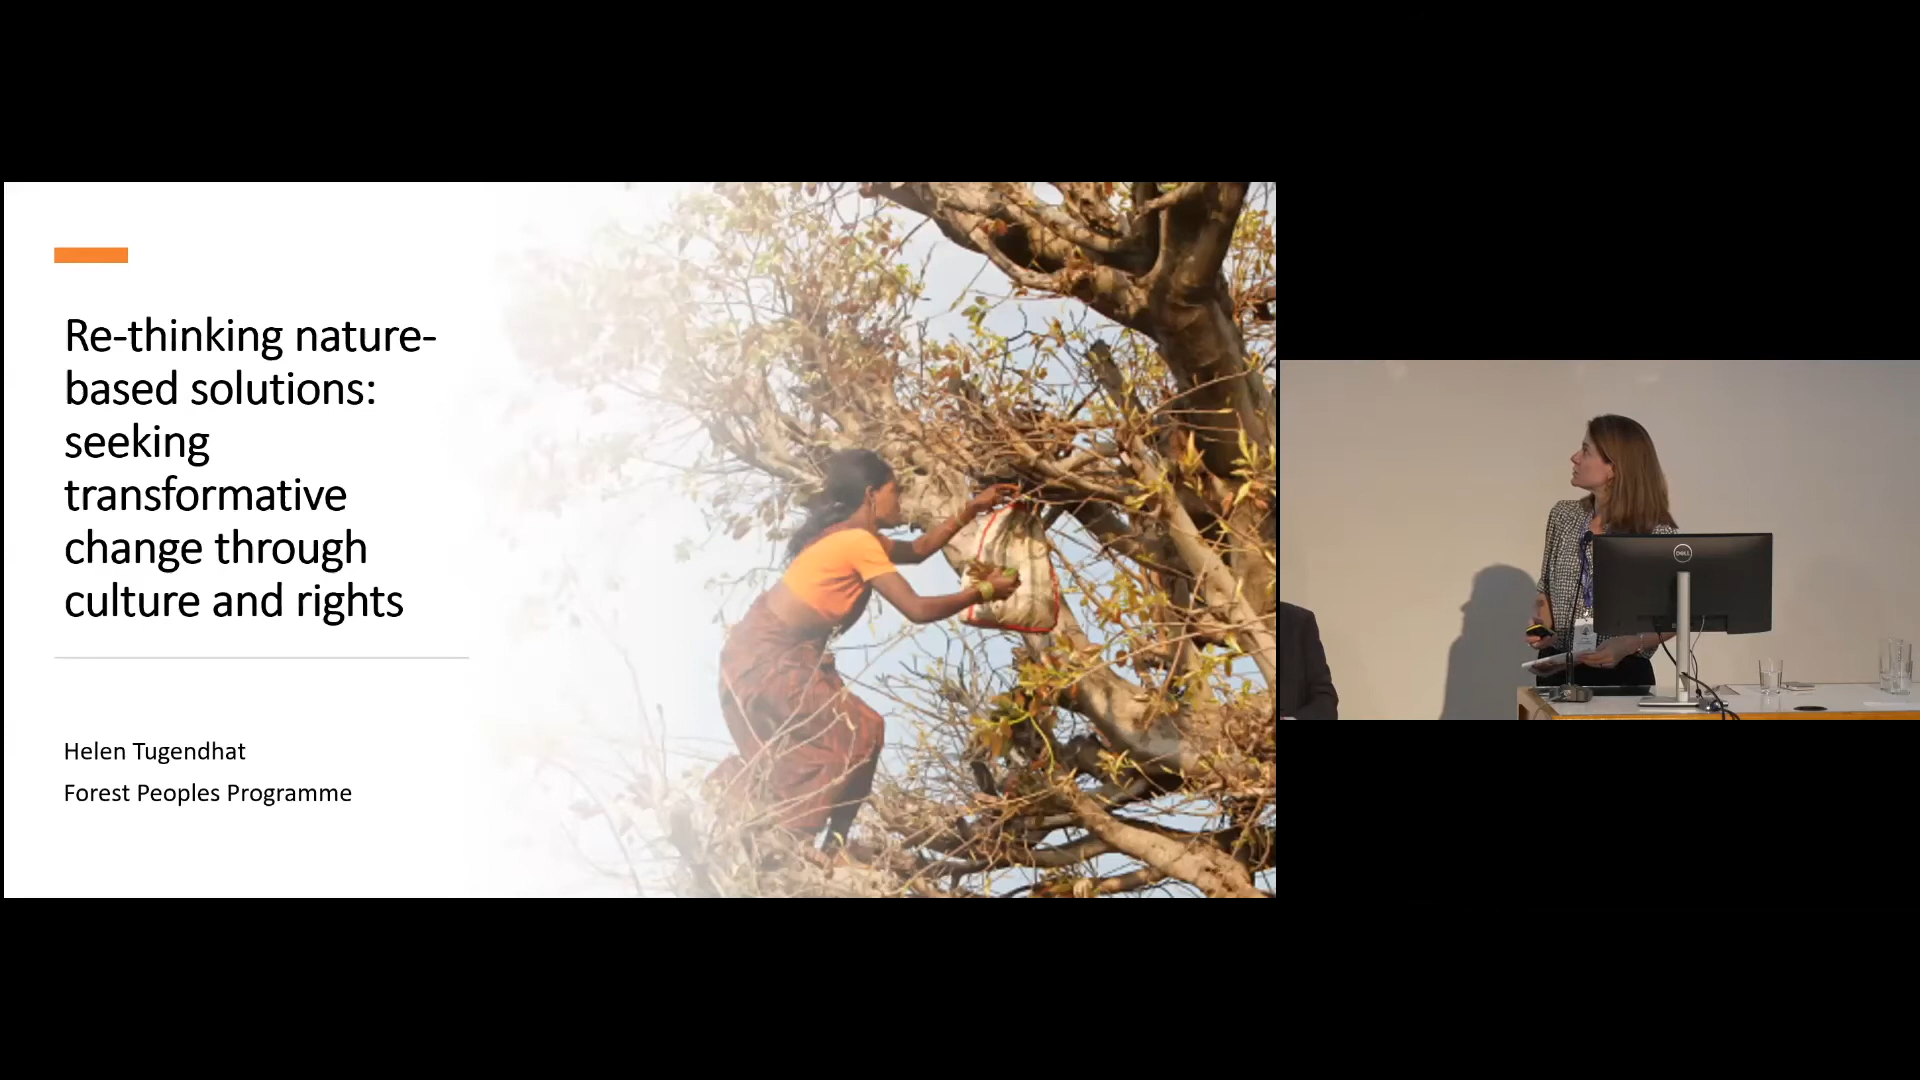 Re-thinking nature-
based solutions:
seeking
transformative
change through
culture and rights
Helen Tugendhat
Forest Peoples Programme
DELL